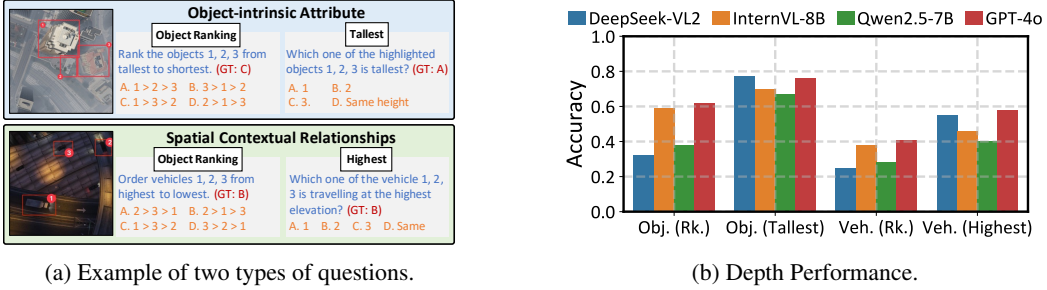 Object-intrinsic Attribute
Object Ranking
Rank the objects 1, 2, 3 from
tallest to shortest. (GT: C)
A. 1 > 2 > 3 B. 3 > 1 > 2
C. 1 > 3 > 2 D. 2 > 1 > 3
Tallest
Which one of the highlighted
objects 1, 2, 3 is tallest? (GT: A)
A. 1 B. 2
C. 3. D. Same height
Spatial Contextual Relationships
Object Ranking
Order vehicles 1, 2, 3 from
highest to lowest. (GT: B)
A. 2 > 3 > 1 B. 2 > 1 > 3
C. 1 > 3 > 2 D. 3 > 2 > 1
Highest
Which one of the vehicle 1, 2,
3 is travelling at the highest
elevation? (GT: B)
A. 1 B. 2 C. 3 D. Same
3
2
1
(a) Example of two types of questions.
DeepSeek-VL2 InternVL-8B Qwen2.5-7B GPT-4o
Accuracy
1.0
0.8
0.6
0.4
0.2
0.0
Obj. (Rk.) Obj. (Tallest) Veh. (Rk.) Veh. (Highest)
(b) Depth Performance.